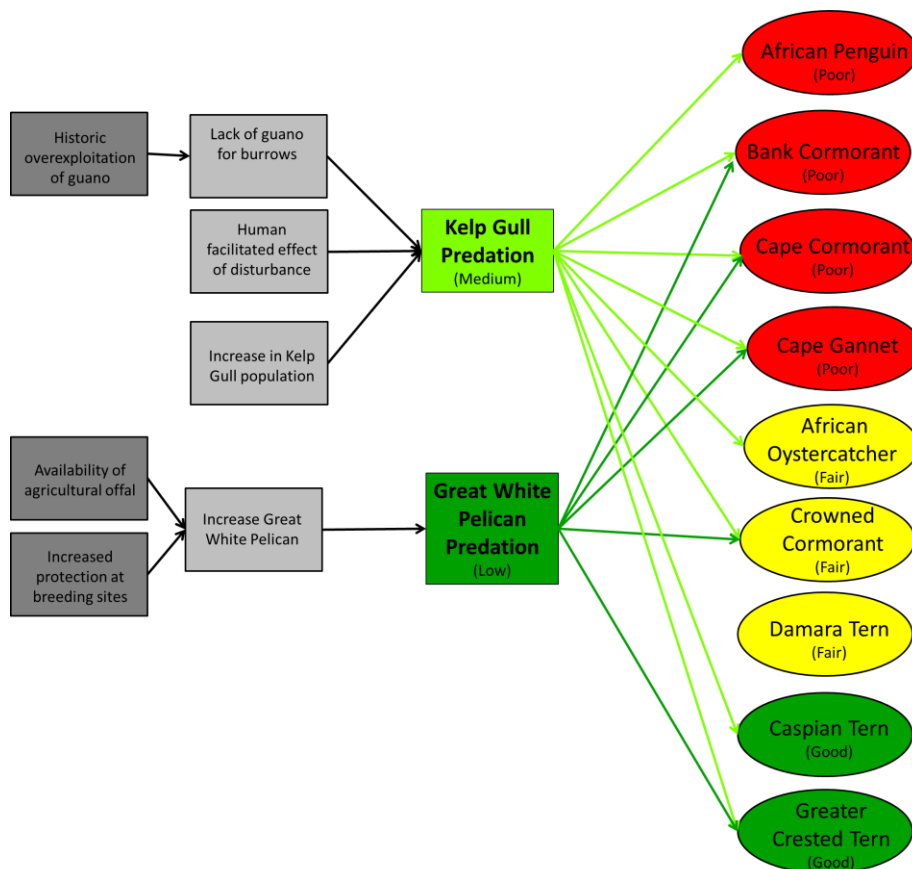 Historic
overexploitation
of guano
Lack of guano
for burrows
Human
facilitated effect
of disturbance
Increase in Kelp
Gull population
Availability of
agricultural offal
Increased
protection at
breeding sites
Increase Great
White Pelican
Kelp Gull
Predation
(Medium)
Great White
Pelican
Predation
(Low)
African Penguin
(Poor)
Bank Cormorant
(Poor)
Cape Cormorant
(Poor)
Cape Gannet
(Poor)
African
Oystercatcher
(Fair)
Crowned
Cormorant
(Fair)
Damara Tern
(Fair)
Caspian Tern
(Good)
Greater
Crested Tern
(Good)